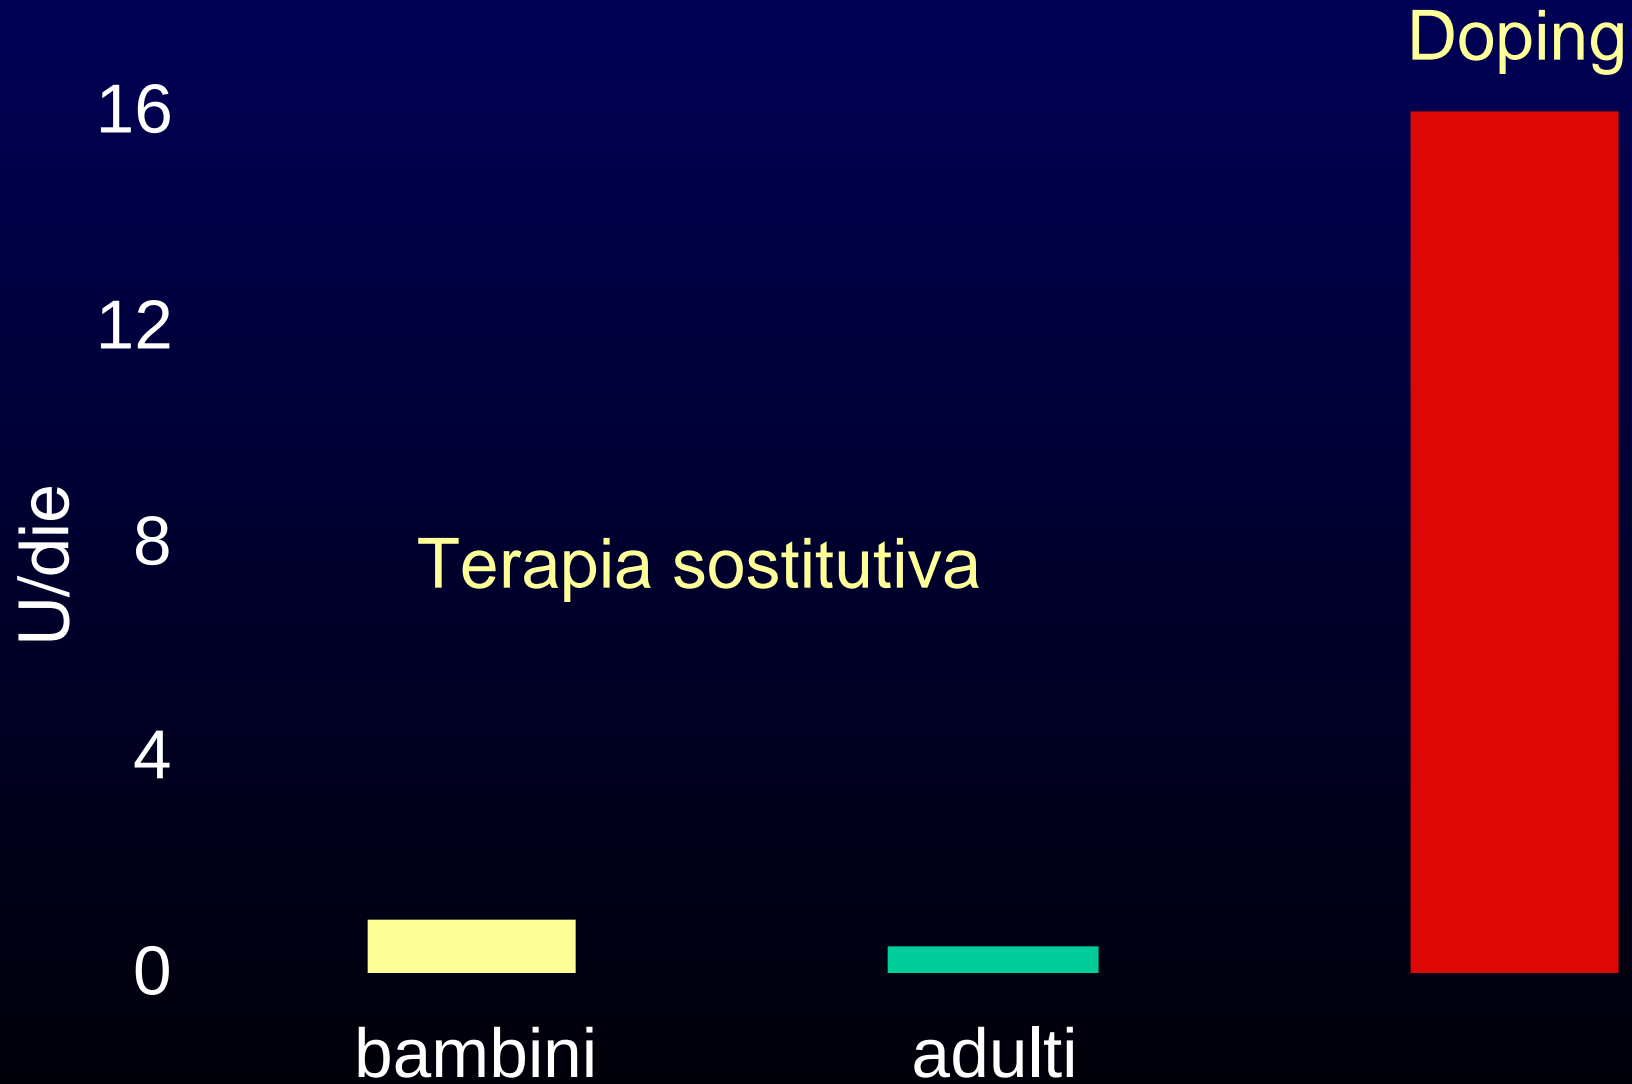 Doping
16
12
8
4
0
U/die
Terapia sostitutiva
bambini
adulti